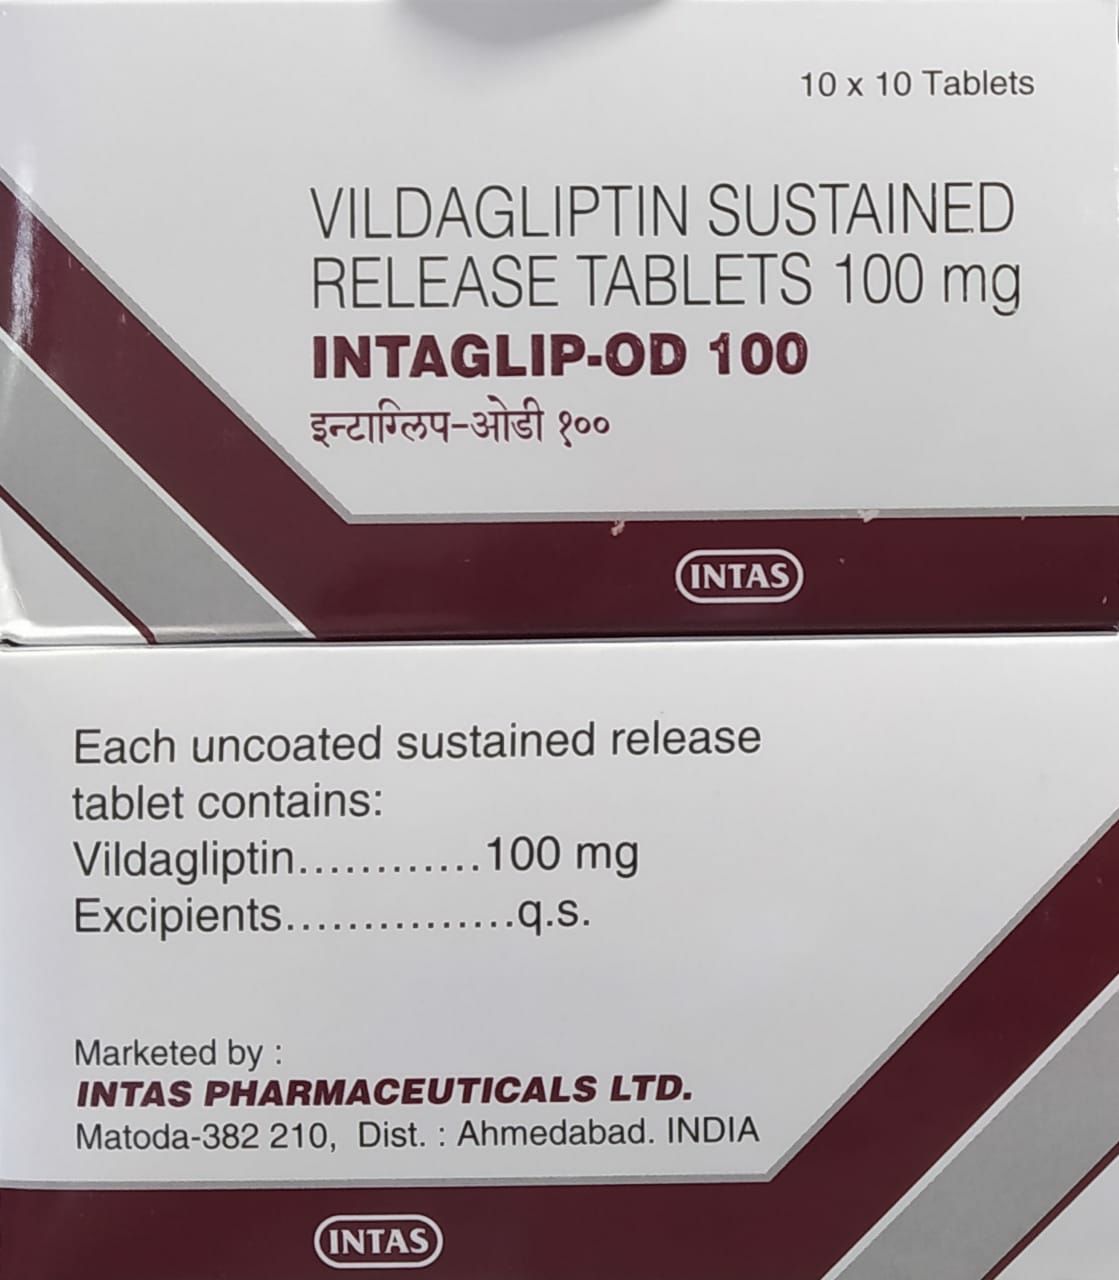 10 x 10 Tablets
VILDAGLIPTIN SUSTAINED
RELEASE TABLETS 100 mg
INTAGLIP-OD 100
इन्टाग्लिप-ओडी १००
INTAS
Each uncoated sustained release
tablet contains:
Vildagliptin............100 mg
Excipients...............q.s.
Marketed by :
INTAS PHARMACEUTICALS LTD.
Matoda-382 210, Dist. : Ahmedabad. INDIA
INTAS